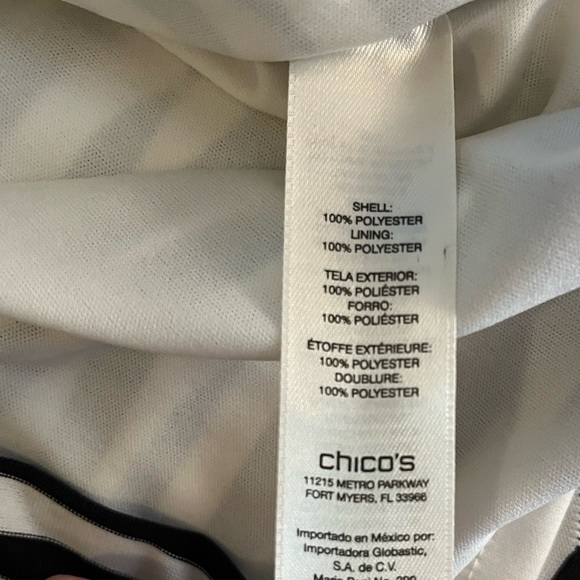 SHELL:
100% POLYESTER
LINING:
100% POLYESTER
TELA EXTERIOR:
100% POLIÉSTER
FORRO:
100% POLIÉSTER
ÉTOFFE EXTÉRIEURE:
100% POLYESTER
DOUBLURE:
100% POLYESTER
chico's
11215 METRO PARKWAY
FORT MYERS, FL 33966
Importado en México por:
Importadora Globastic,
S.A. de C.V.